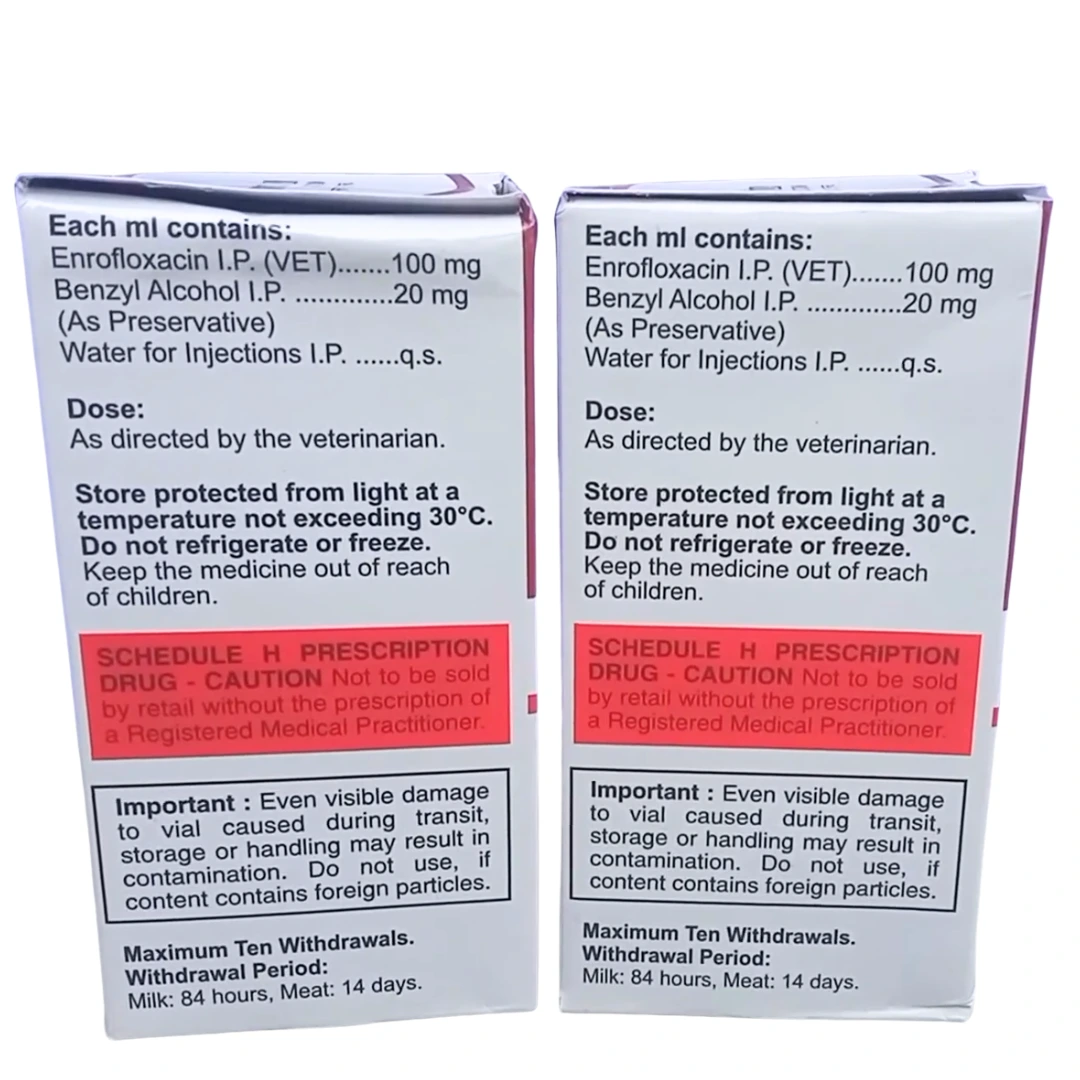 Each ml contains:
Enrofloxacin I.P. (VET).......100 mg
Benzyl Alcohol I.P. .............20 mg
(As Preservative)
Water for Injections I.P. ......q.s.
Dose:
As directed by the veterinarian.
Store protected from light at a
temperature not exceeding 30°C.
Do not refrigerate or freeze.
Keep the medicine out of reach
of children.
SCHEDULE H PRESCRIPTION
DRUG - CAUTION Not to be sold
by retail without the prescription of
a Registered Medical Practitioner.
Important : Even visible damage
to vial caused during transit,
storage or handling may result in
contamination. Do not use, if
content contains foreign particles.
Maximum Ten Withdrawals.
Withdrawal Period:
Milk: 84 hours, Meat: 14 days.
Each ml contains:
Enrofloxacin I.P. (VET).......100 mg
Benzyl Alcohol I.P. .............20 mg
(As Preservative)
Water for Injections I.P. ......q.s.
Dose:
As directed by the veterinarian.
Store protected from light at a
temperature not exceeding 30°C.
Do not refrigerate or freeze.
Keep the medicine out of reach
of children.
SCHEDULE H PRESCRIPTION
DRUG - CAUTION Not to be sold
by retail without the prescription of
a Registered Medical Practitioner.
Important : Even visible damage
to vial caused during transit,
storage or handling may result in
contamination. Do not use, if
content contains foreign particles.
Maximum Ten Withdrawals.
Withdrawal Period:
Milk: 84 hours, Meat: 14 days.